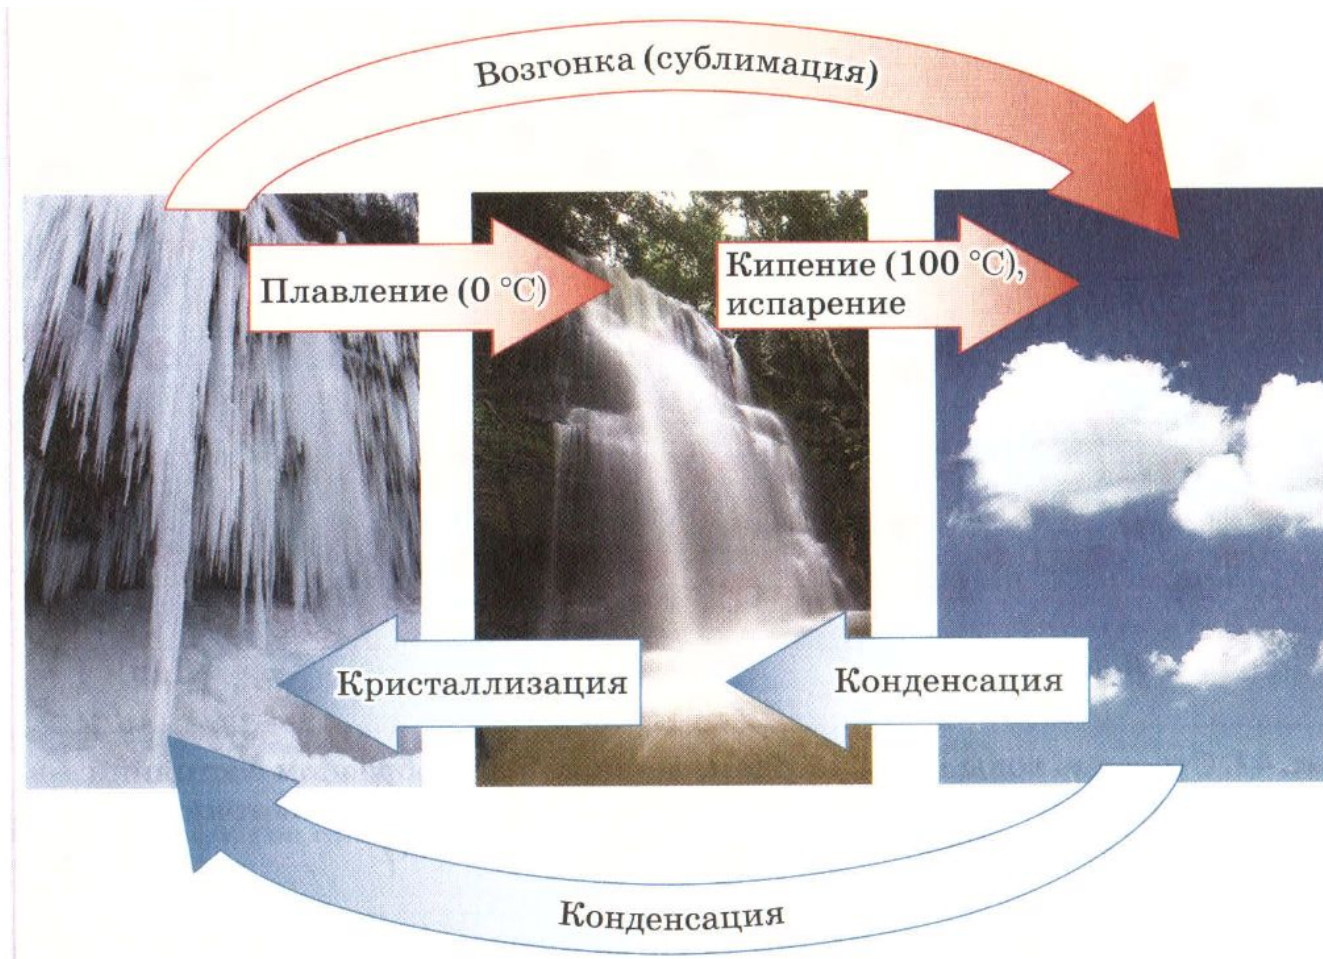 Возгонка (сублимация)
Плавление (0 °C)
Кипение (100 °C),
испарение
Кристаллизация
Конденсация
Конденсация